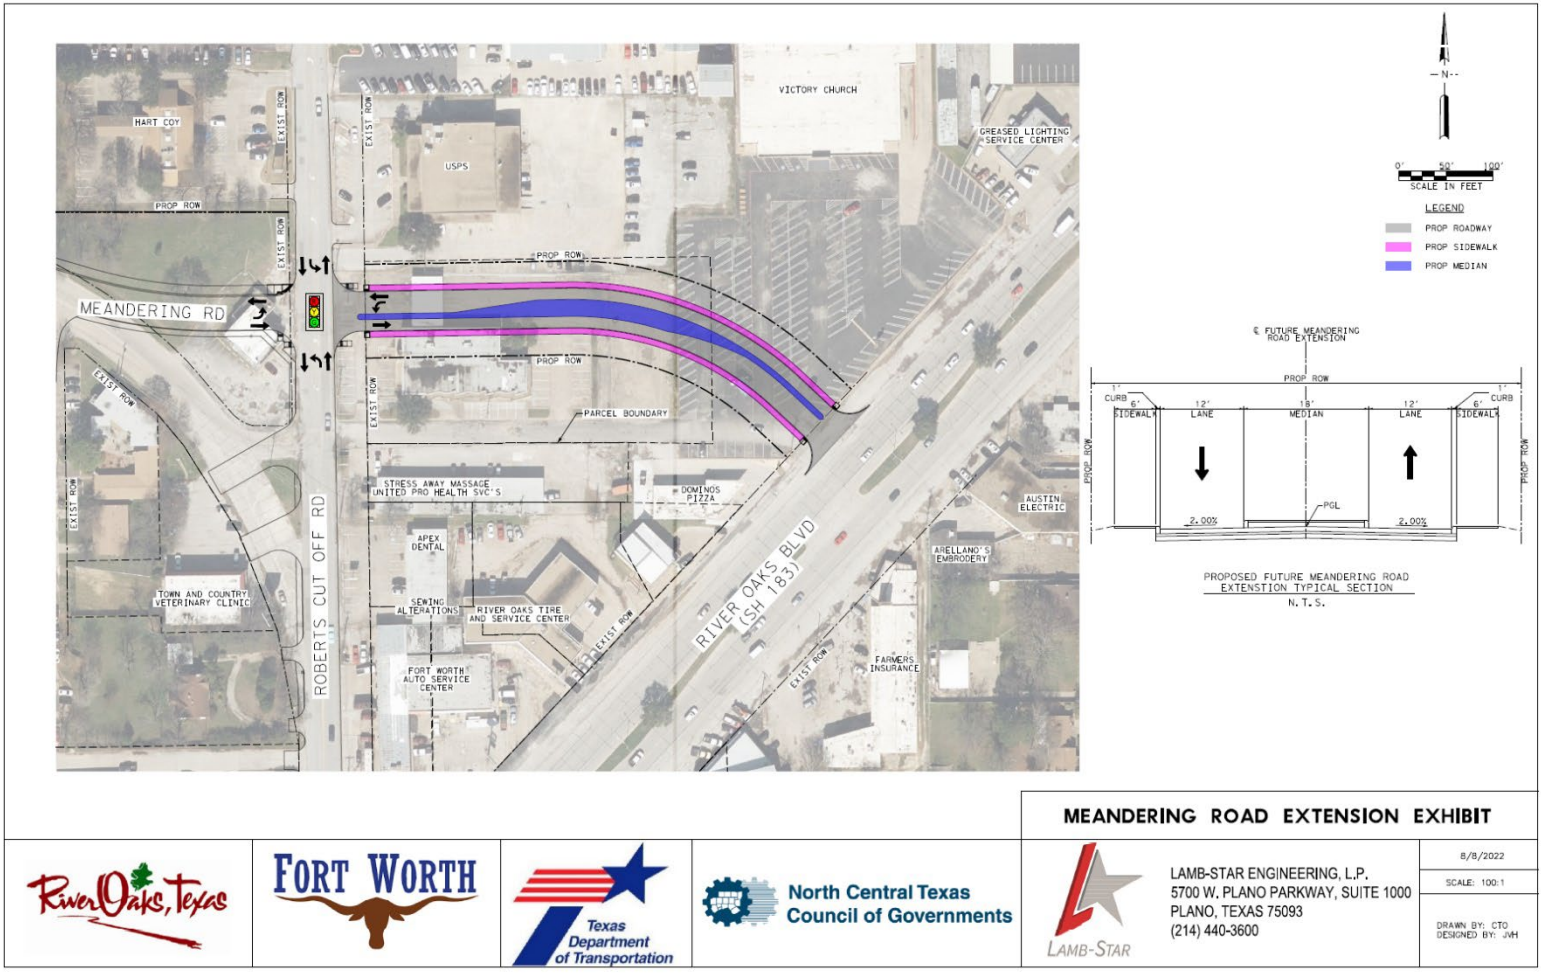 VICTORY CHURCH
HART COY
EXIST ROW
EXIST ROW
GREASED LIGHTING
SERVICE CENTER
USPS
PROP ROW
EXIST ROW
PROP ROW
MEANDERING RD
PROP ROW
EXIST ROW
EXIST ROW
PARCEL BOUNDARY
STRESS AWAY MASSAGE
UNITED PRO HEALTH SVC'S
DOMINOS
PIZZA
AUSTIN
ELECTRIC
EXIST ROW
ROBERTS CUT OFF RD
APEX
DENTAL
RIVER OAKS BLVD
(SH 183)
ARELLANO'S
EMBRODERY
TOWN AND COUNTRY
VETERINARY CLINIC
SEWING
ALTERATIONS
RIVER OAKS TIRE
AND SERVICE CENTER
EXIST ROW
FORT WORTH
AUTO SERVICE
CENTER
EXIST ROW
FARMERS
INSURANCE
N
0' 50' 100'
SCALE IN FEET
LEGEND
PROP ROADWAY
PROP SIDEWALK
PROP MEDIAN
℄ FUTURE MEANDERING
ROAD EXTENSION
PROP ROW
1' 1'
CURB CURB
6' 12' 12' 6'
SIDEWALK LANE MEDIAN LANE SIDEWALK
PROP ROW
PROP ROW
PGL
2.00% 2.00%
PROPOSED FUTURE MEANDERING ROAD
EXTENSTION TYPICAL SECTION
N.T.S.
MEANDERING ROAD EXTENSION EXHIBIT
River Oaks, Texas
FORT WORTH
Texas
Department
of Transportation
North Central Texas
Council of Governments
LAMB-STAR
LAMB-STAR ENGINEERING, L.P.
5700 W. PLANO PARKWAY, SUITE 1000
PLANO, TEXAS 75093
(214) 440-3600
8/8/2022
SCALE: 100:1
DRAWN BY: CTO
DESIGNED BY: JVH